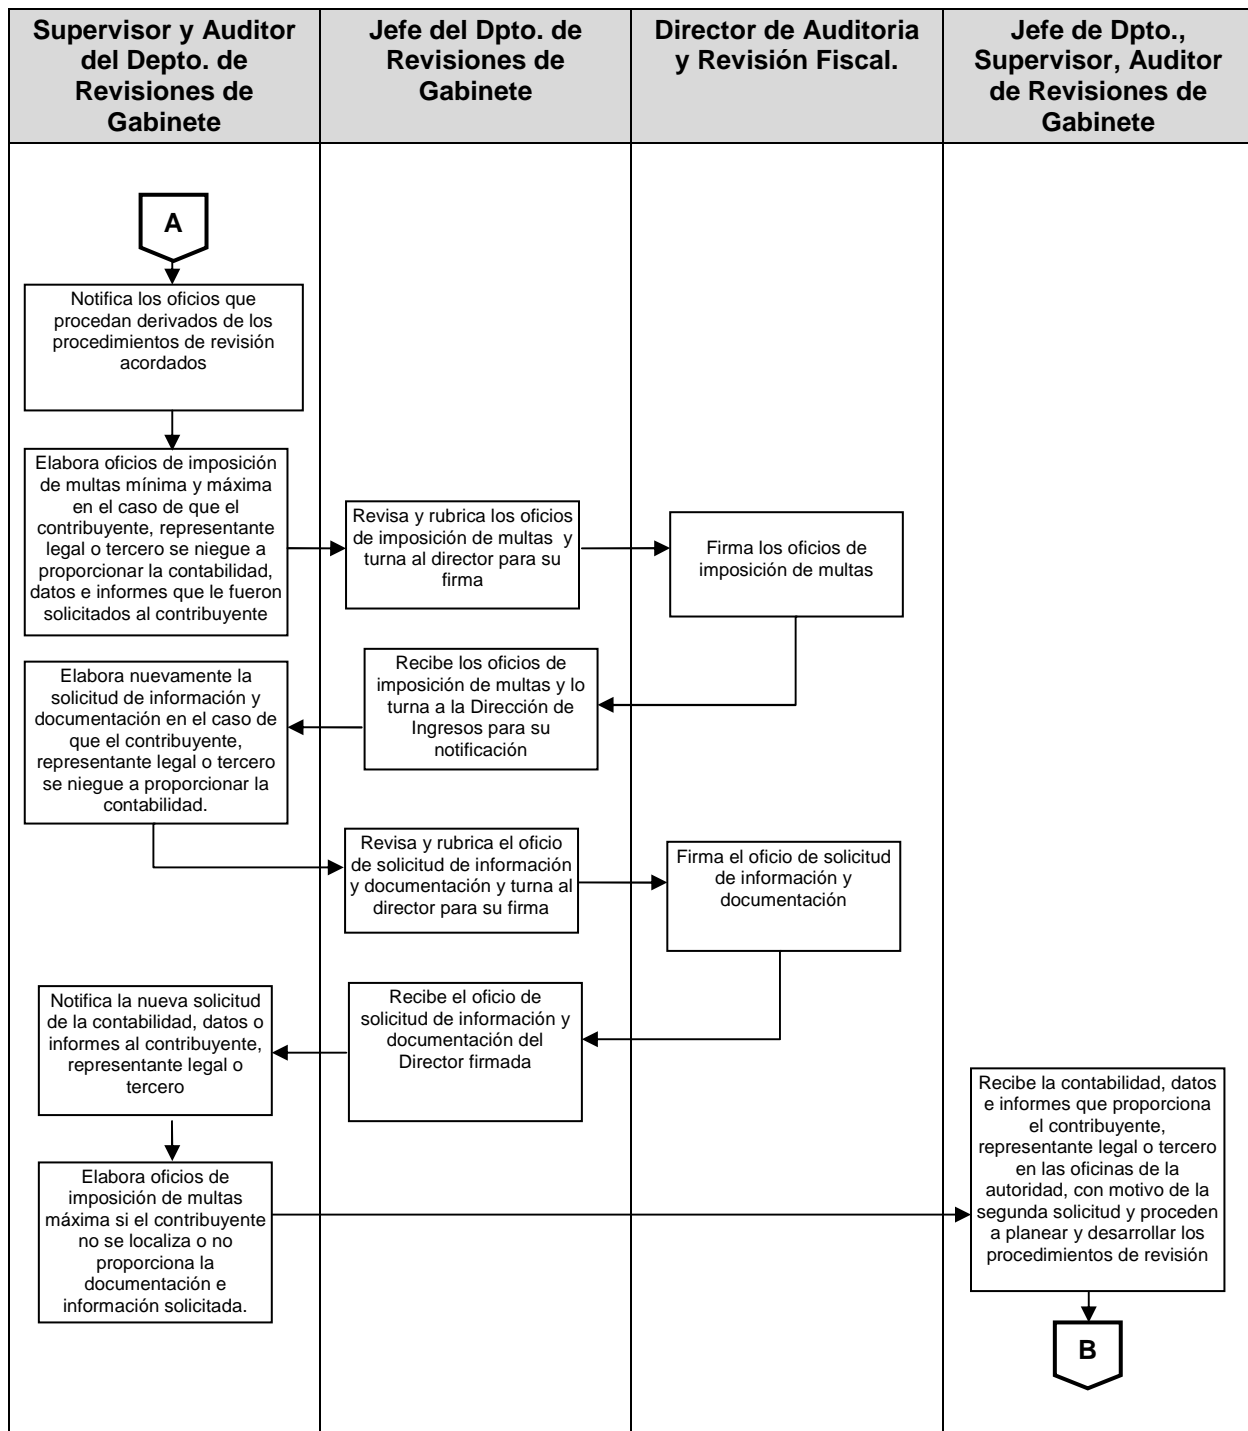 Supervisor y Auditor
del Depto. de
Revisiones de
Gabinete
Jefe del Dpto. de
Revisiones de
Gabinete
Director de Auditoria
y Revisión Fiscal.
Jefe de Dpto.,
Supervisor, Auditor
de Revisiones de
Gabinete
A
Notifica los oficios que
procedan derivados de los
procedimientos de revisión
acordados
Elabora oficios de imposición
de multas mínima y máxima
en el caso de que el
contribuyente, representante
legal o tercero se niegue a
proporcionar la contabilidad,
datos e informes que le fueron
solicitados al contribuyente
Revisa y rubrica los oficios
de imposición de multas y
turna al director para su
firma
Firma los oficios de
imposición de multas
Recibe los oficios de
imposición de multas y lo
turna a la Dirección de
Ingresos para su
notificación
Elabora nuevamente la
solicitud de información y
documentación en el caso de
que el contribuyente,
representante legal o tercero
se niegue a proporcionar la
contabilidad.
Revisa y rubrica el oficio
de solicitud de información
y documentación y turna al
director para su firma
Firma el oficio de solicitud
de información y
documentación
Recibe el oficio de
solicitud de información y
documentación del
Director firmada
Notifica la nueva solicitud
de la contabilidad, datos o
informes al contribuyente,
representante legal o
tercero
Elabora oficios de
imposición de multas
máxima si el contribuyente
no se localiza o no
proporciona la
documentación e
información solicitada.
Recibe la contabilidad, datos
e informes que proporciona
el contribuyente,
representante legal o tercero
en las oficinas de la
autoridad, con motivo de la
segunda solicitud y proceden
a planear y desarrollar los
procedimientos de revisión
B